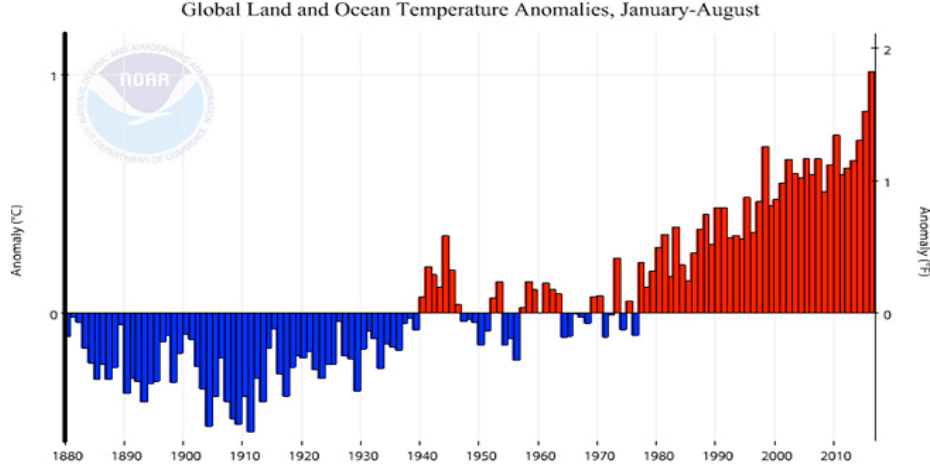 Global Land and Ocean Temperature Anomalies, January-August
NATIONAL OCEANIC AND ATMOSPHERIC ADMINISTRATION
NOAA
U.S. DEPARTMENT OF COMMERCE
Anomaly (°C)
1
0
2
1
0
Anomaly (°F)
1880 1890 1900 1910 1920 1930 1940 1950 1960 1970 1980 1990 2000 2010